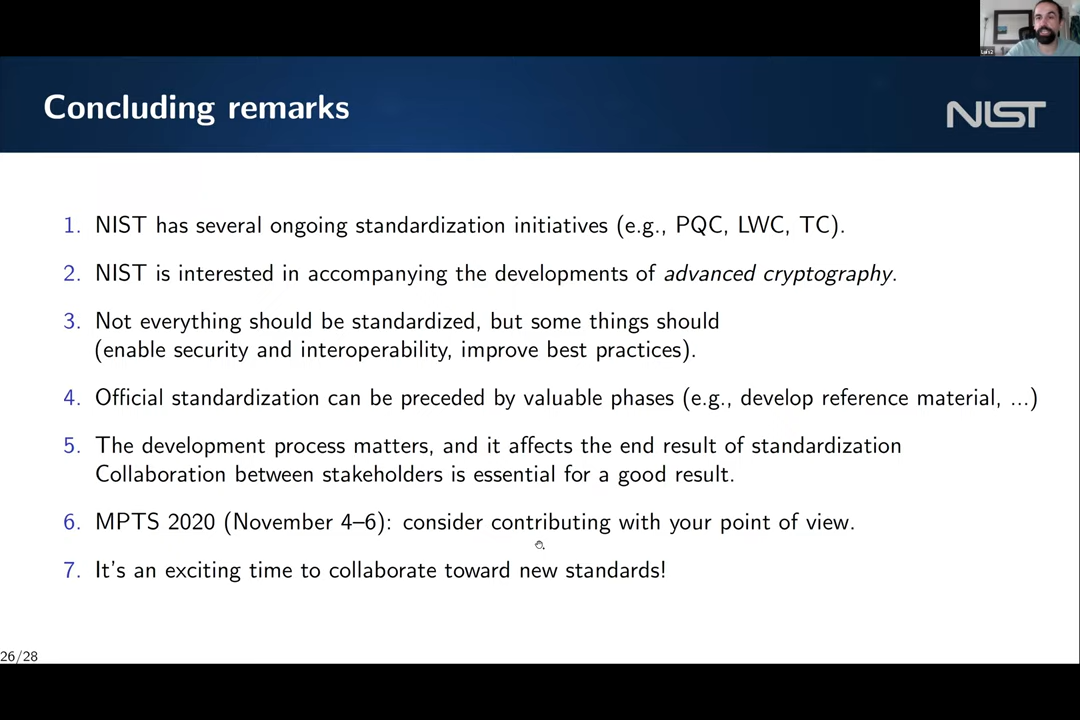 Concluding remarks
NIST
1. NIST has several ongoing standardization initiatives (e.g., PQC, LWC, TC).
2. NIST is interested in accompanying the developments of advanced cryptography.
3. Not everything should be standardized, but some things should
(enable security and interoperability, improve best practices).
4. Official standardization can be preceded by valuable phases (e.g., develop reference material, ...)
5. The development process matters, and it affects the end result of standardization
Collaboration between stakeholders is essential for a good result.
6. MPTS 2020 (November 4–6): consider contributing with your point of view.
7. It's an exciting time to collaborate toward new standards!
26/28